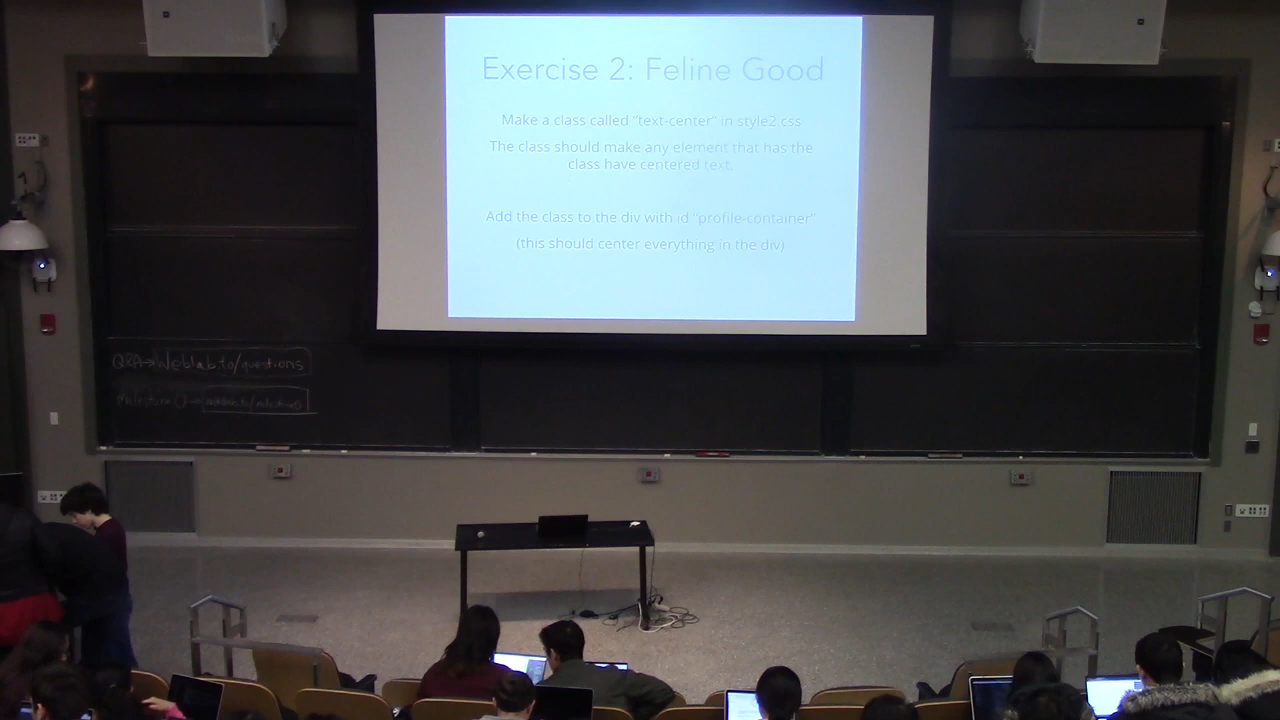 Exercise 2: Feline Good
Make a class called "text-center" in style2.css
The class should make any element that has the
class have centered text.
Add the class to the div with id "profile-container"
(this should center everything in the div)
Q&A→weblab.to/questions